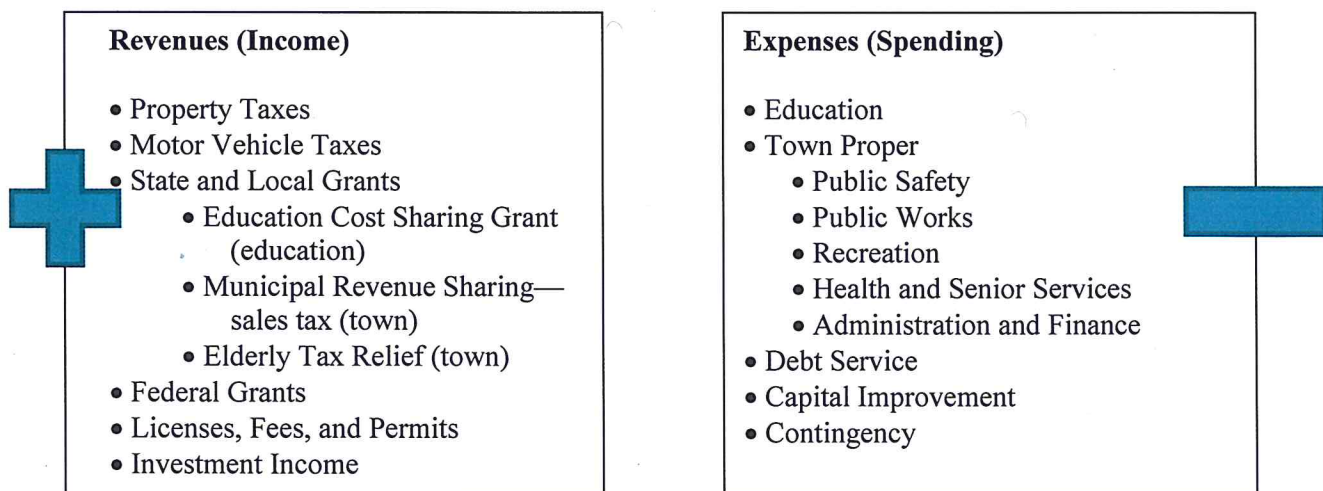 Revenues (Income)
• Property Taxes
• Motor Vehicle Taxes
• State and Local Grants
• Education Cost Sharing Grant
(education)
• Municipal Revenue Sharing—
sales tax (town)
• Elderly Tax Relief (town)
• Federal Grants
• Licenses, Fees, and Permits
• Investment Income
Expenses (Spending)
• Education
• Town Proper
• Public Safety
• Public Works
• Recreation
• Health and Senior Services
• Administration and Finance
• Debt Service
• Capital Improvement
• Contingency